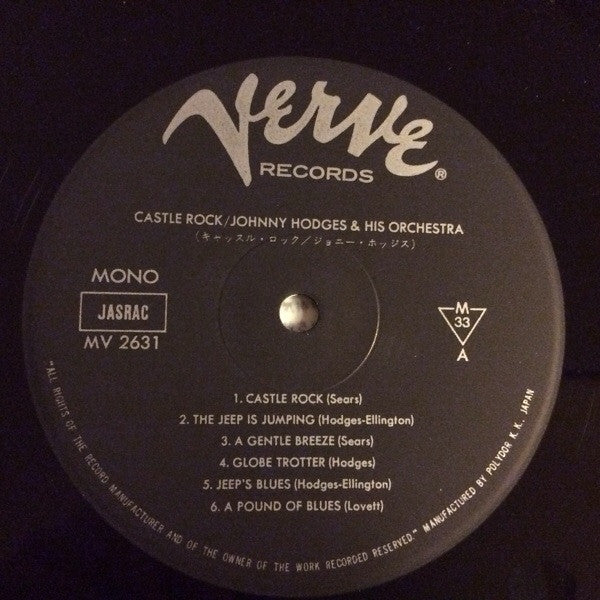 Verve
RECORDS ®
CASTLE ROCK/JOHNNY HODGES & HIS ORCHESTRA
(キャッスル・ロック/ジョニー・ホッジス)
MONO
JASRAC
MV 2631
M
33
A
1. CASTLE ROCK (Sears)
2. THE JEEP IS JUMPING (Hodges-Ellington)
3. A GENTLE BREEZE (Sears)
4. GLOBE TROTTER (Hodges)
5. JEEP'S BLUES (Hodges-Ellington)
6. A POUND OF BLUES (Lovett)
"ALL RIGHTS OF THE RECORD MANUFACTURER AND OF THE OWNER OF THE WORK RECORDED RESERVED." MANUFACTURED BY POLYDOR K.K. JAPAN